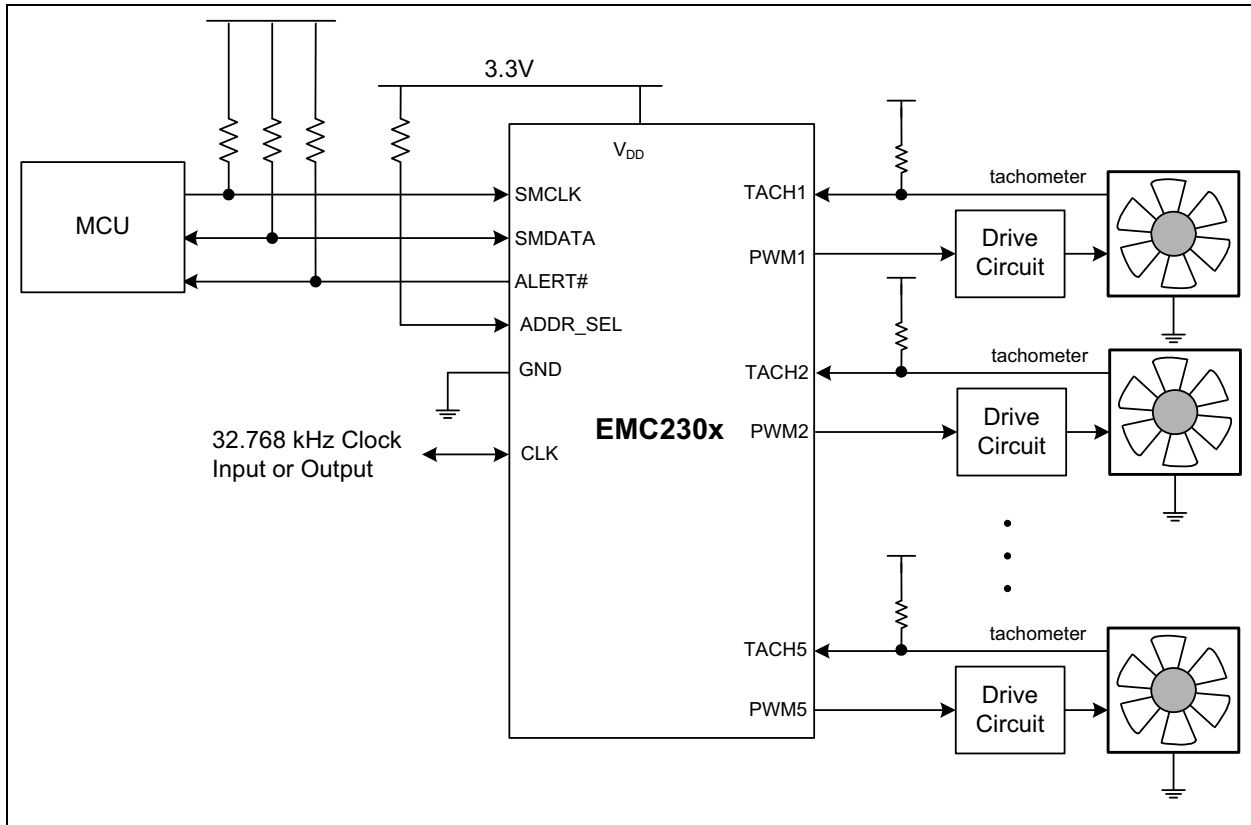 3.3V
MCU
VDD
SMCLK
SMDATA
ALERT#
ADDR_SEL
GND
CLK
32.768 kHz Clock
Input or Output
EMC230x
TACH1
PWM1
TACH2
PWM2
TACH5
PWM5
tachometer
Drive
Circuit
tachometer
Drive
Circuit
tachometer
Drive
Circuit